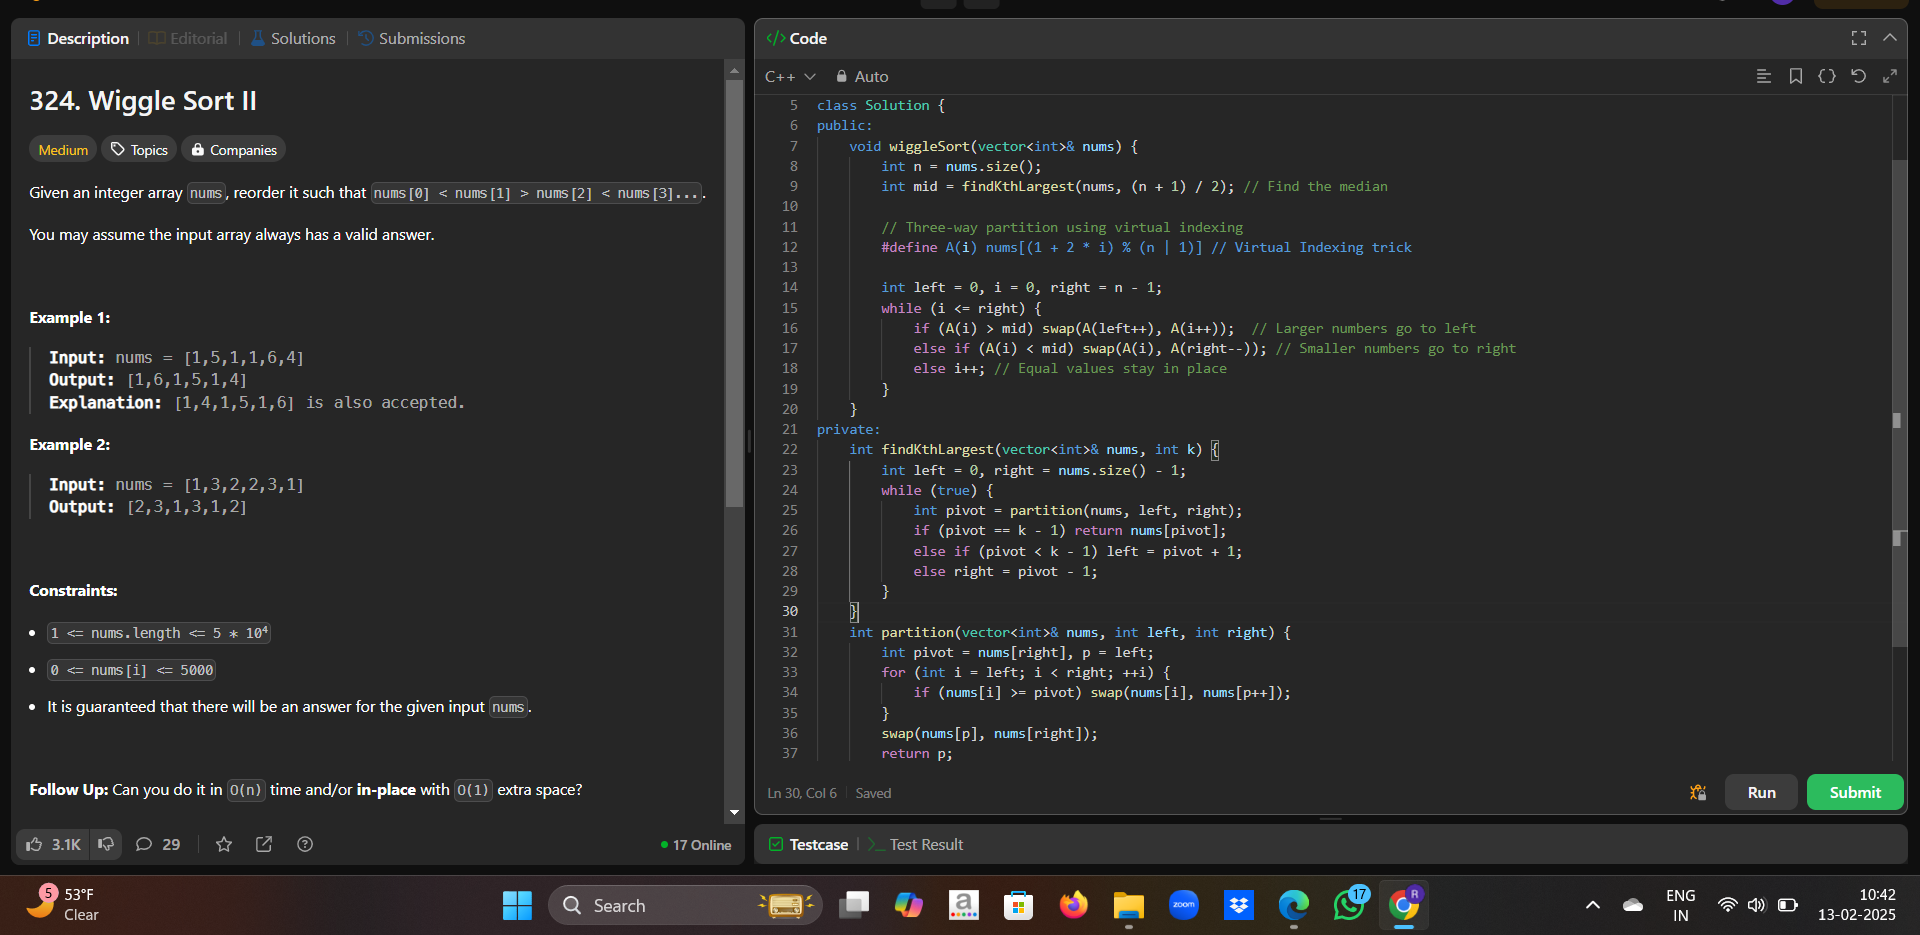 Description
Editorial
Solutions
Submissions
324. Wiggle Sort II
Medium
Topics
Companies
Given an integer array nums, reorder it such that nums[0] < nums[1] > nums[2] < nums[3]....
You may assume the input array always has a valid answer.
Example 1:
Input: nums = [1,5,1,1,6,4]
Output: [1,6,1,5,1,4]
Explanation: [1,4,1,5,1,6] is also accepted.
Example 2:
Input: nums = [1,3,2,2,3,1]
Output: [2,3,1,3,1,2]
Constraints:
• 1 <= nums.length <= 5 * 10⁴
• 0 <= nums[i] <= 5000
• It is guaranteed that there will be an answer for the given input nums.
Follow Up: Can you do it in O(n) time and/or in-place with O(1) extra space?
3.1K
29
17 Online
</> Code
C++
Auto
5 class Solution {
6 public:
7 void wiggleSort(vector<int>& nums) {
8 int n = nums.size();
9 int mid = findKthLargest(nums, (n + 1) / 2); // Find the median
10
11 // Three-way partition using virtual indexing
12 #define A(i) nums[(1 + 2 * i) % (n | 1)] // Virtual Indexing trick
13
14 int left = 0, i = 0, right = n - 1;
15 while (i <= right) {
16 if (A(i) > mid) swap(A(left++), A(i++));  // Larger numbers go to left
17 else if (A(i) < mid) swap(A(i), A(right--)); // Smaller numbers go to right
18 else i++; // Equal values stay in place
19 }
20 }
21 private:
22 int findKthLargest(vector<int>& nums, int k) {
23 int left = 0, right = nums.size() - 1;
24 while (true) {
25 int pivot = partition(nums, left, right);
26 if (pivot == k - 1) return nums[pivot];
27 else if (pivot < k - 1) left = pivot + 1;
28 else right = pivot - 1;
29 }
30 }
31 int partition(vector<int>& nums, int left, int right) {
32 int pivot = nums[right], p = left;
33 for (int i = left; i < right; ++i) {
34 if (nums[i] >= pivot) swap(nums[i], nums[p++]);
35 }
36 swap(nums[p], nums[right]);
37 return p;
Ln 30, Col 6
Saved
Run
Submit
Testcase
Test Result
5
53°F
Clear
Search
a
zoom
17
R
ENG
IN
10:42
13-02-2025